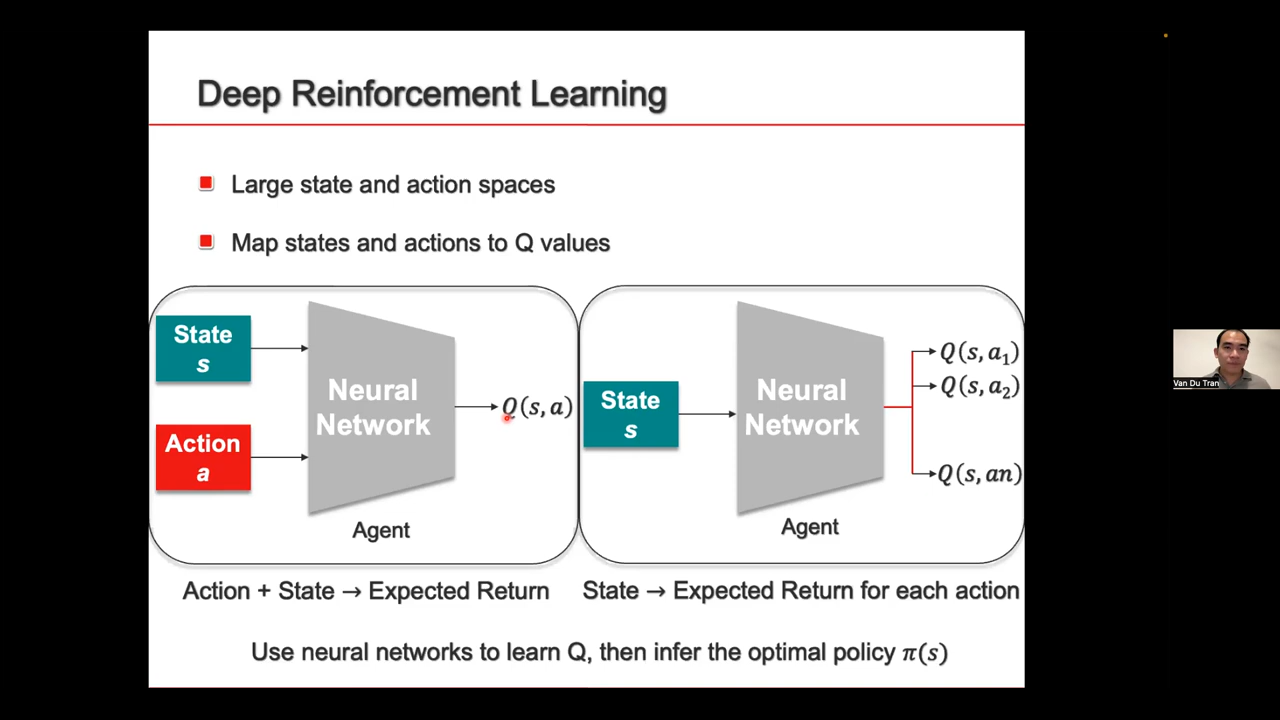 Deep Reinforcement Learning
Large state and action spaces
Map states and actions to Q values
State
s
Action
a
Neural
Network
Q(s, a)
Agent
Action + State → Expected Return
State
s
Neural
Network
Q(s, a₁)
Q(s, a₂)
Q(s, an)
Agent
State → Expected Return for each action
Use neural networks to learn Q, then infer the optimal policy π(s)
Van Du Tran